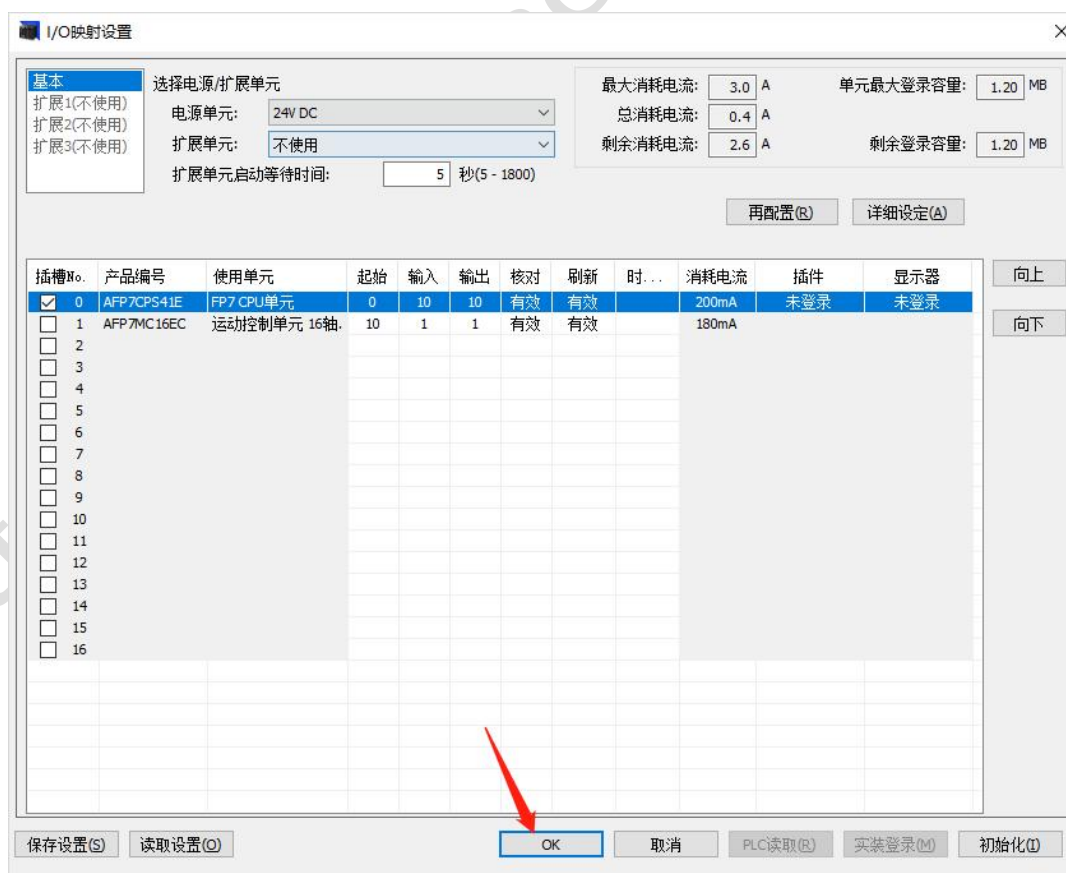 I/O映射设置
基本
扩展1(不使用)
扩展2(不使用)
扩展3(不使用)
选择电源/扩展单元
电源单元: 24V DC
扩展单元: 不使用
扩展单元启动等待时间: 5 秒(5 - 1800)
最大消耗电流: 3.0 A
总消耗电流: 0.4 A
剩余消耗电流: 2.6 A
单元最大登录容量: 1.20 MB
剩余登录容量: 1.20 MB
再配置(R) 详细设定(A)
插槽No. 产品编号 使用单元 起始 输入 输出 核对 刷新 时... 消耗电流 插件 显示器
0 AFP7CPS41E FP7 CPU单元 0 10 10 有效 有效 200mA 未登录 未登录
1 AFP7MC16EC 运动控制单元 16轴. 10 1 1 有效 有效 180mA
2
3
4
5
6
7
8
9
10
11
12
13
14
15
16
向上
向下
保存设置(S) 读取设置(O) OK 取消 PLC读取(R) 实装登录(M) 初始化(I)